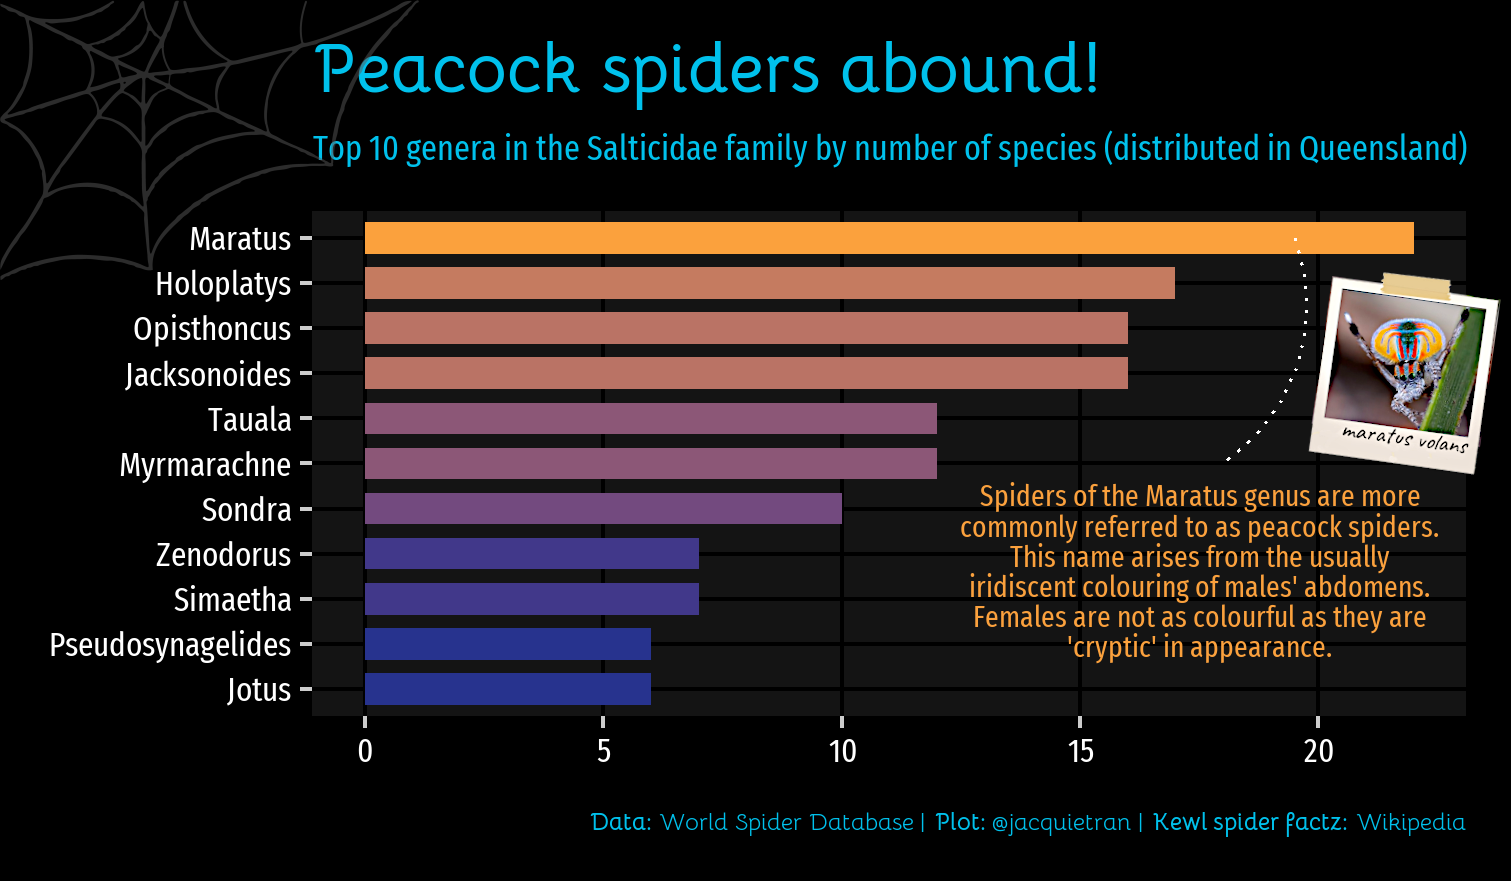 Peacock spiders abound!
Top 10 genera in the Salticidae family by number of species (distributed in Queensland)
Maratus
Holoplatys
Opisthoncus
Jacksonoides
Tauala
Myrmarachne
Sondra
Zenodorus
Simaetha
Pseudosynagelides
Jotus
maratus volans
Spiders of the Maratus genus are more
commonly referred to as peacock spiders.
This name arises from the usually
iridiscent colouring of males' abdomens.
Females are not as colourful as they are
'cryptic' in appearance.
0 5 10 15 20
Data: World Spider Database | Plot: @jacquietran | Kewl spider factz: Wikipedia